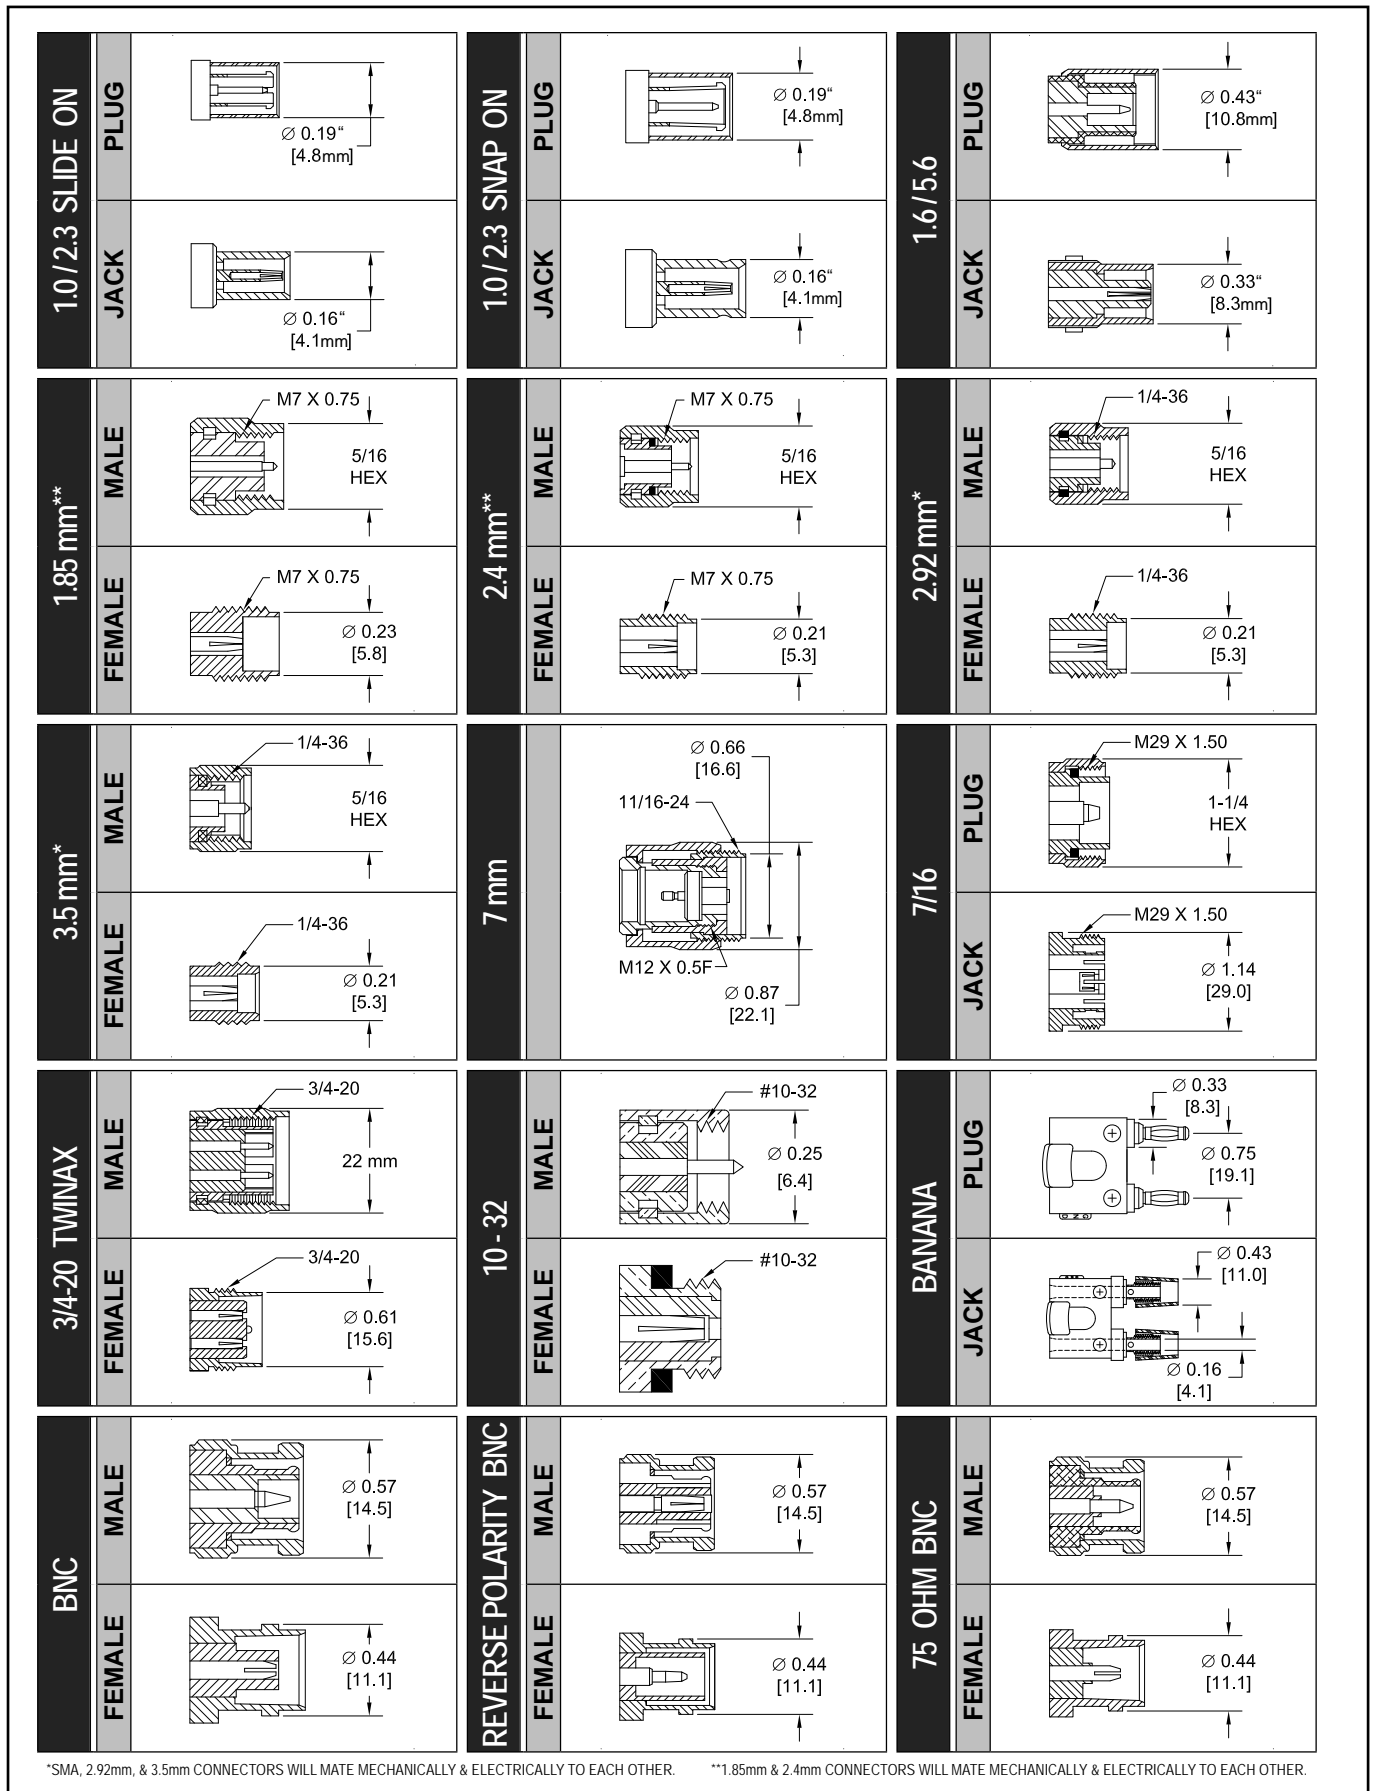 1.0 / 2.3 SLIDE ON
PLUG
Ø 0.19“
[4.8mm]
JACK
Ø 0.16“
[4.1mm]
1.0 / 2.3 SNAP ON
PLUG
Ø 0.19“
[4.8mm]
JACK
Ø 0.16“
[4.1mm]
1.6 / 5.6
PLUG
Ø 0.43“
[10.8mm]
JACK
Ø 0.33“
[8.3mm]
1.85 mm**
MALE
M7 X 0.75
5/16
HEX
FEMALE
M7 X 0.75
Ø 0.23
[5.8]
2.4 mm**
MALE
M7 X 0.75
5/16
HEX
FEMALE
M7 X 0.75
Ø 0.21
[5.3]
2.92 mm*
MALE
1/4-36
5/16
HEX
FEMALE
1/4-36
Ø 0.21
[5.3]
3.5 mm*
MALE
1/4-36
5/16
HEX
FEMALE
1/4-36
Ø 0.21
[5.3]
7 mm
Ø 0.66
[16.6]
11/16-24
M12 X 0.5F
Ø 0.87
[22.1]
7/16
PLUG
M29 X 1.50
1-1/4
HEX
JACK
M29 X 1.50
Ø 1.14
[29.0]
3/4-20 TWINAX
MALE
3/4-20
22 mm
FEMALE
3/4-20
Ø 0.61
[15.6]
10 - 32
MALE
#10-32
Ø 0.25
[6.4]
FEMALE
#10-32
BANANA
PLUG
Ø 0.33
[8.3]
Ø 0.75
[19.1]
JACK
Ø 0.43
[11.0]
Ø 0.16
[4.1]
BNC
MALE
Ø 0.57
[14.5]
FEMALE
Ø 0.44
[11.1]
REVERSE POLARITY BNC
MALE
Ø 0.57
[14.5]
FEMALE
Ø 0.44
[11.1]
75 OHM BNC
MALE
Ø 0.57
[14.5]
FEMALE
Ø 0.44
[11.1]
*SMA, 2.92mm, & 3.5mm CONNECTORS WILL MATE MECHANICALLY & ELECTRICALLY TO EACH OTHER.
**1.85mm & 2.4mm CONNECTORS WILL MATE MECHANICALLY & ELECTRICALLY TO EACH OTHER.